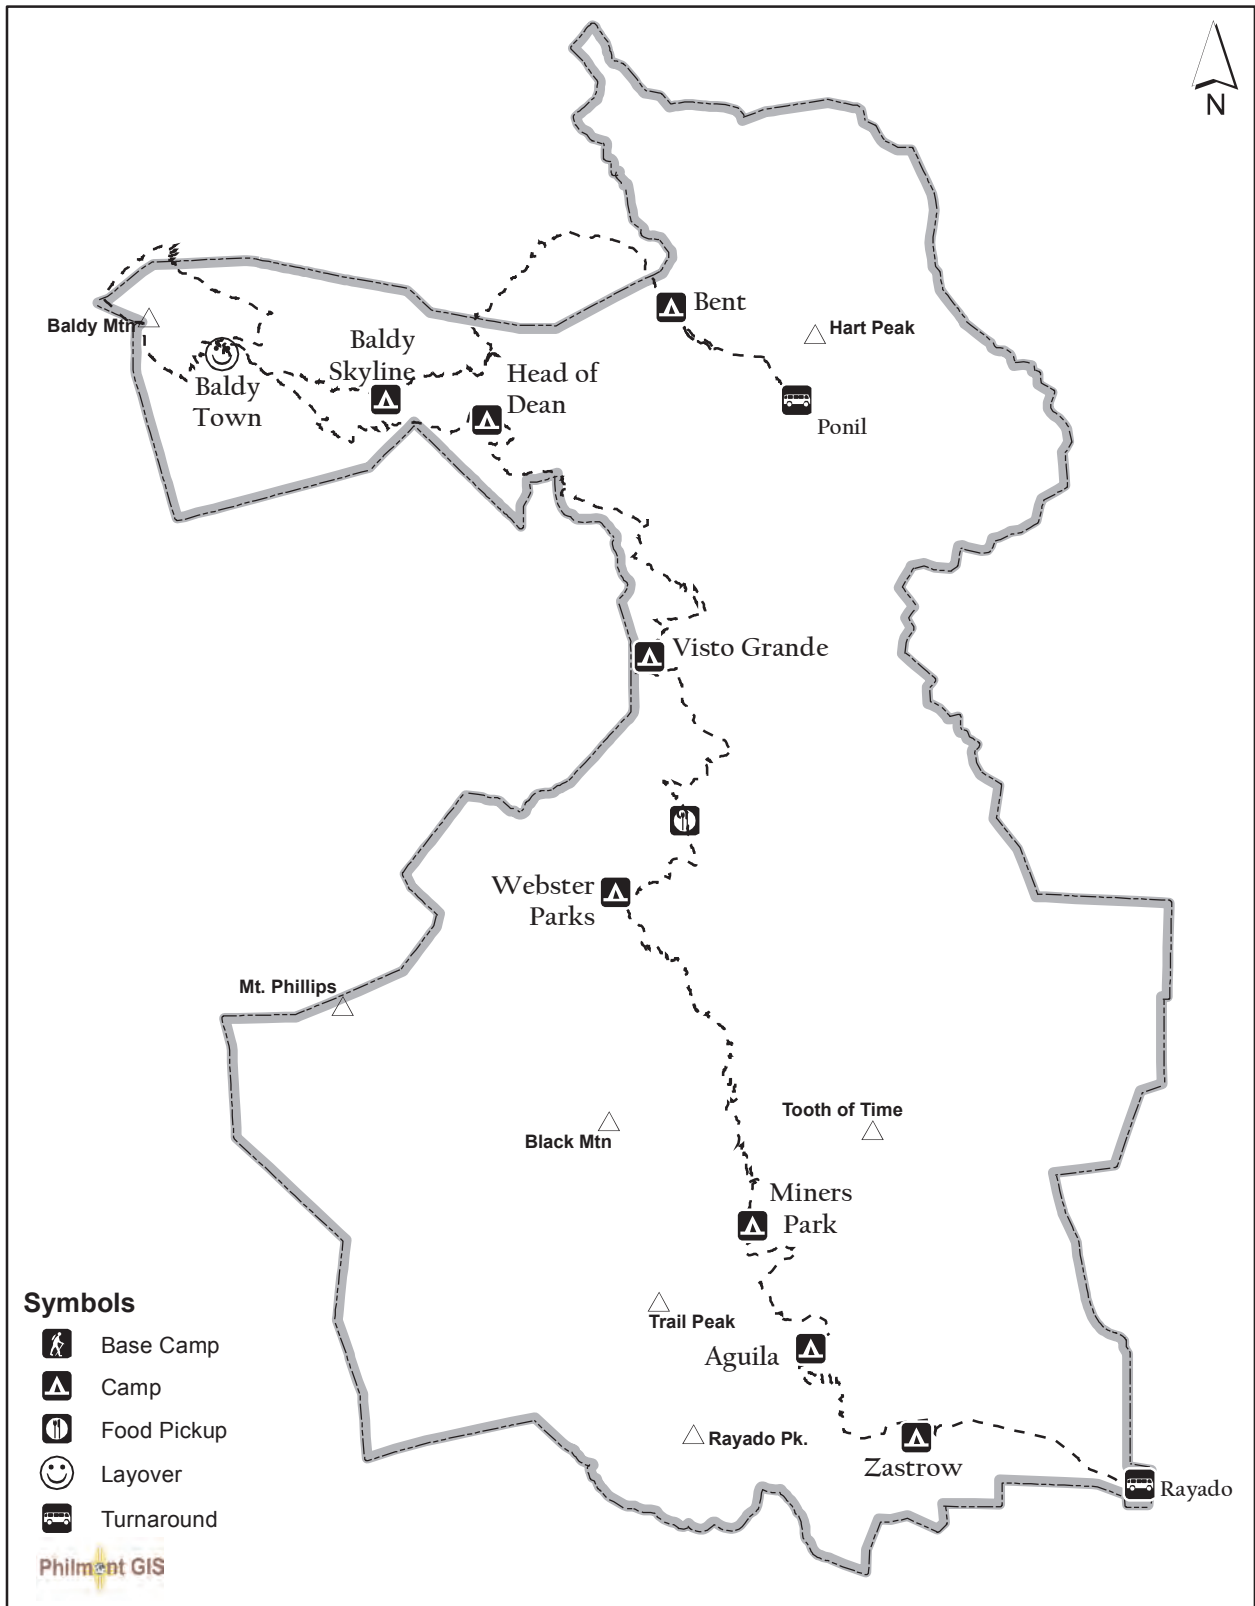 N
Bent
Hart Peak
Baldy Mtn
Baldy
Skyline
Head of
Dean
Baldy
Town
Ponil
Visto Grande
Webster
Parks
Mt. Phillips
Tooth of Time
Black Mtn
Miners
Park
Trail Peak
Aguila
Rayado Pk.
Zastrow
Rayado
Symbols
Base Camp
Camp
Food Pickup
Layover
Turnaround
Philmont GIS